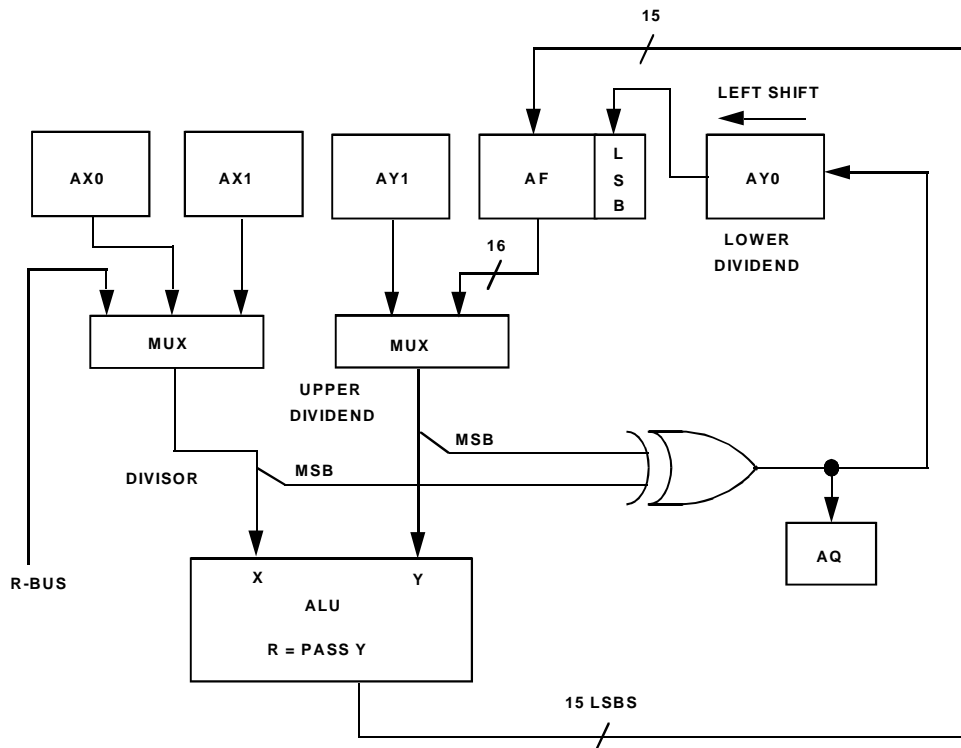 15
LEFT SHIFT
AX0
AX1
AY1
AF
L
S
B
AY0
LOWER
DIVIDEND
16
MUX
MUX
UPPER
DIVIDEND
MSB
DIVISOR
MSB
R-BUS
X
Y
AQ
ALU
R = PASS Y
15 LSBS